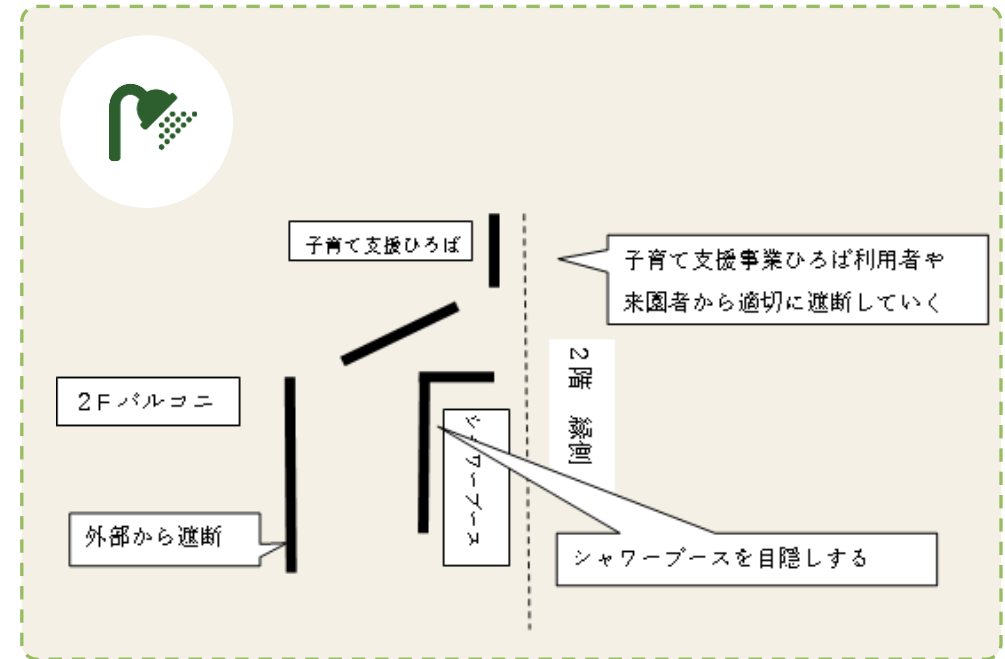 子育て支援ひろば
子育て支援事業ひろば利用者や
来園者から適切に遮断していく
2階 縁側
2Fバルコニ
シャワーブース
外部から遮断
シャワーブースを目隠しする